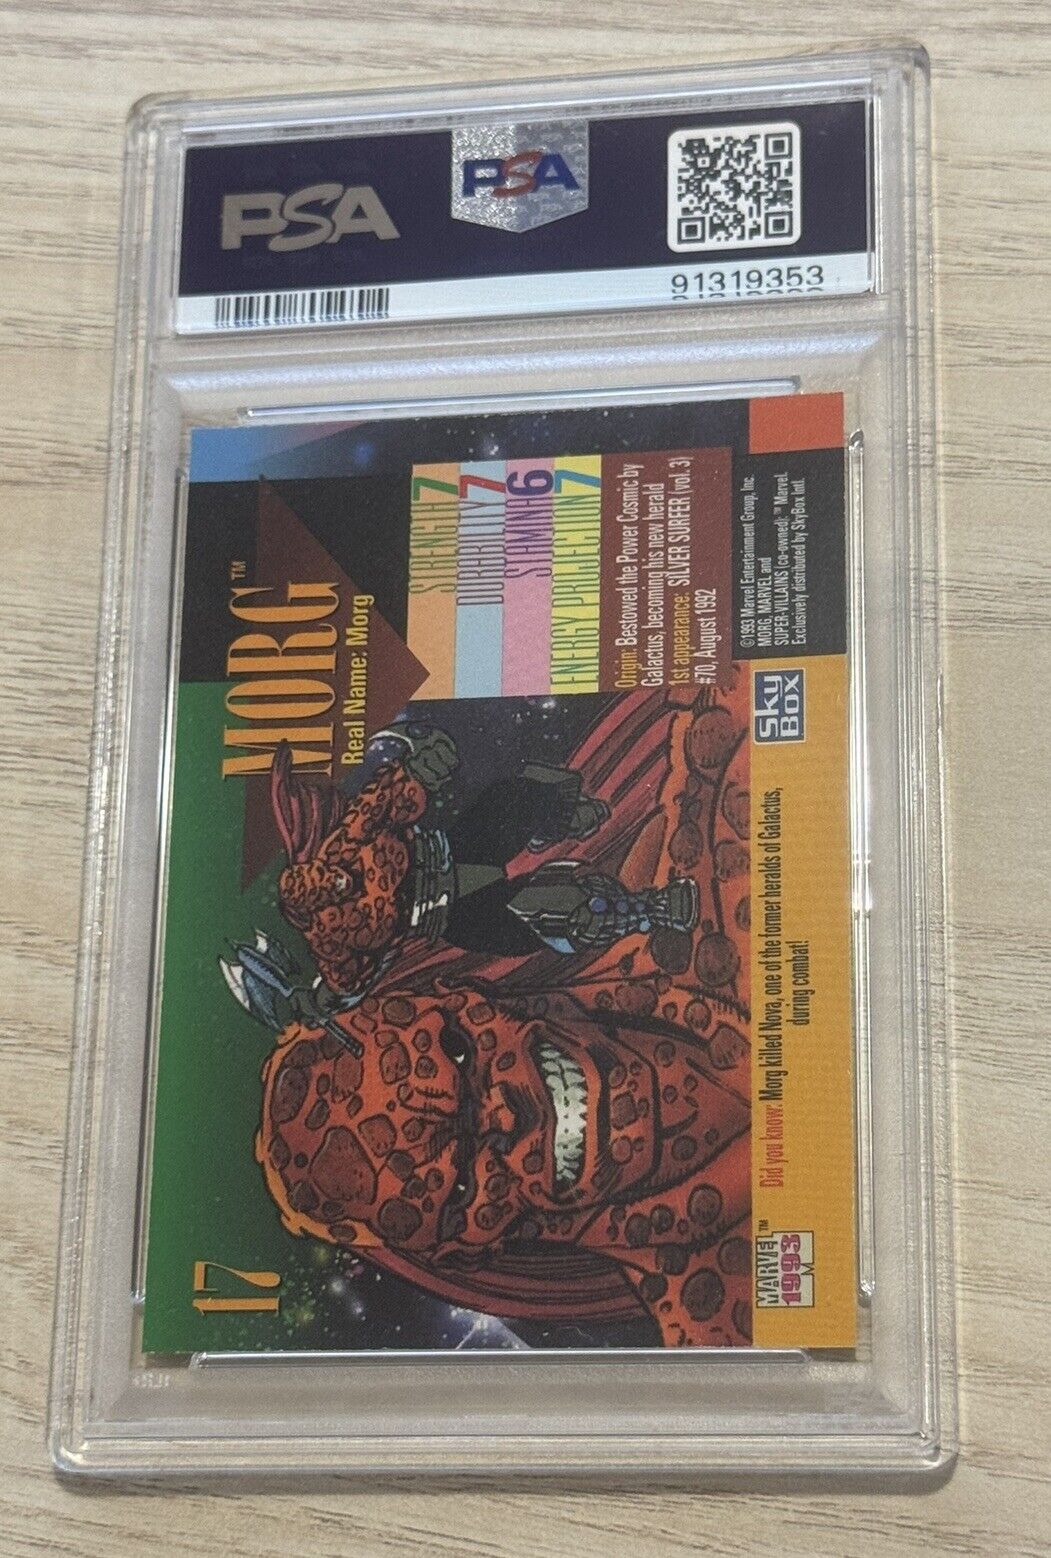 PSA
PSA
91319353
17
MORG™
Real Name: Morg
STRENGTH 7
DURABILITY 7
STAMINA 6
ENERGY PROJECTION 7
Origin: Bestowed the Power Cosmic by
Galactus, becoming his new herald
1st appearance: SILVER SURFER (vol. 3)
#70, August 1992
MARVEL™
1993
Did you know: Morg killed Nova, one of the former heralds of Galactus,
during combat!
SKY
BOX
©1993 Marvel Entertainment Group, Inc.
MORG, MARVEL and
SUPER-VILLAINS (co-owned) ™ Marvel.
Exclusively distributed by SkyBox Intl.